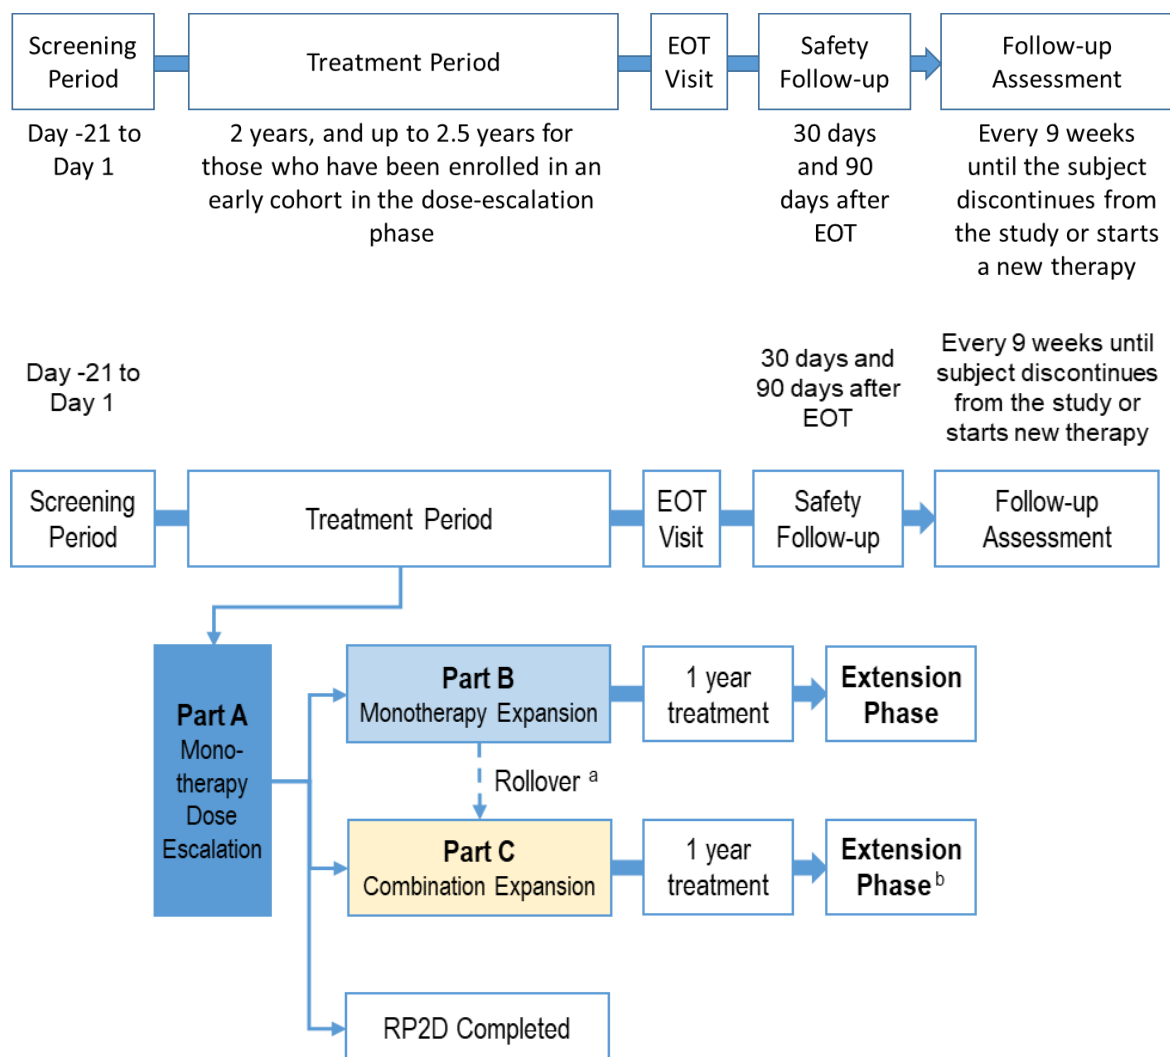 Screening
Period
Treatment Period
EOT
Visit
Safety
Follow-up
Follow-up
Assessment
Day -21 to
Day 1
2 years, and up to 2.5 years for
those who have been enrolled in an
early cohort in the dose-escalation
phase
30 days
and 90
days after
EOT
Every 9 weeks
until the subject
discontinues from
the study or starts
a new therapy
Day -21 to
Day 1
30 days and
90 days after
EOT
Every 9 weeks until
subject discontinues
from the study or
starts new therapy
Screening
Period
Treatment Period
EOT
Visit
Safety
Follow-up
Follow-up
Assessment
Part A
Mono-
therapy
Dose
Escalation
Part B
Monotherapy Expansion
1 year
treatment
Extension
Phase
Rollover a
Part C
Combination Expansion
1 year
treatment
Extension
Phase b
RP2D Completed